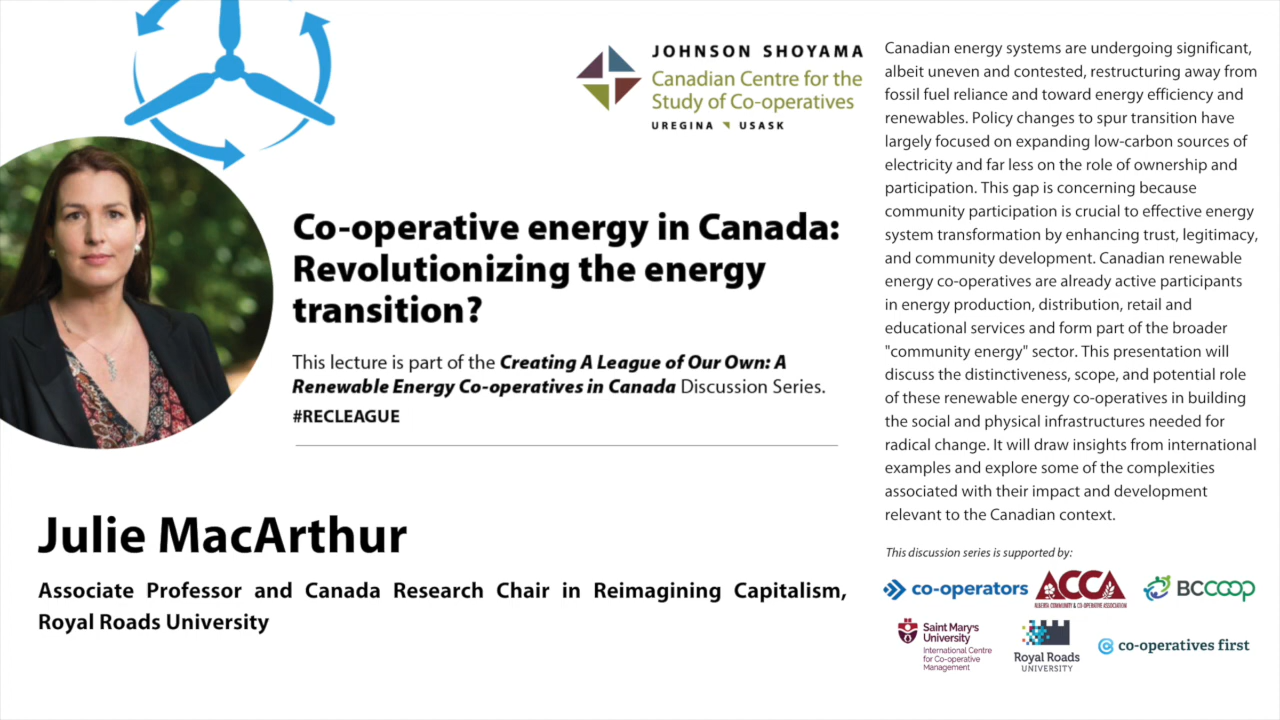 JOHNSON SHOYAMA
Canadian Centre for the
Study of Co-operatives
UREGINA USASK
Co-operative energy in Canada:
Revolutionizing the energy
transition?
This lecture is part of the Creating A League of Our Own: A
Renewable Energy Co-operatives in Canada Discussion Series.
#RECLEAGUE
Julie MacArthur
Associate Professor and Canada Research Chair in Reimagining Capitalism,
Royal Roads University
Canadian energy systems are undergoing significant,
albeit uneven and contested, restructuring away from
fossil fuel reliance and toward energy efficiency and
renewables. Policy changes to spur transition have
largely focused on expanding low-carbon sources of
electricity and far less on the role of ownership and
participation. This gap is concerning because
community participation is crucial to effective energy
system transformation by enhancing trust, legitimacy,
and community development. Canadian renewable
energy co-operatives are already active participants
in energy production, distribution, retail and
educational services and form part of the broader
"community energy" sector. This presentation will
discuss the distinctiveness, scope, and potential role
of these renewable energy co-operatives in building
the social and physical infrastructures needed for
radical change. It will draw insights from international
examples and explore some of the complexities
associated with their impact and development
relevant to the Canadian context.
This discussion series is supported by:
co-operators
ACCA
ALBERTA COMMUNITY & CO-OPERATIVE ASSOCIATION
BCCOOP
Saint Mary's
University
International Centre
for Co-operative
Management
Royal Roads
UNIVERSITY
co-operatives first